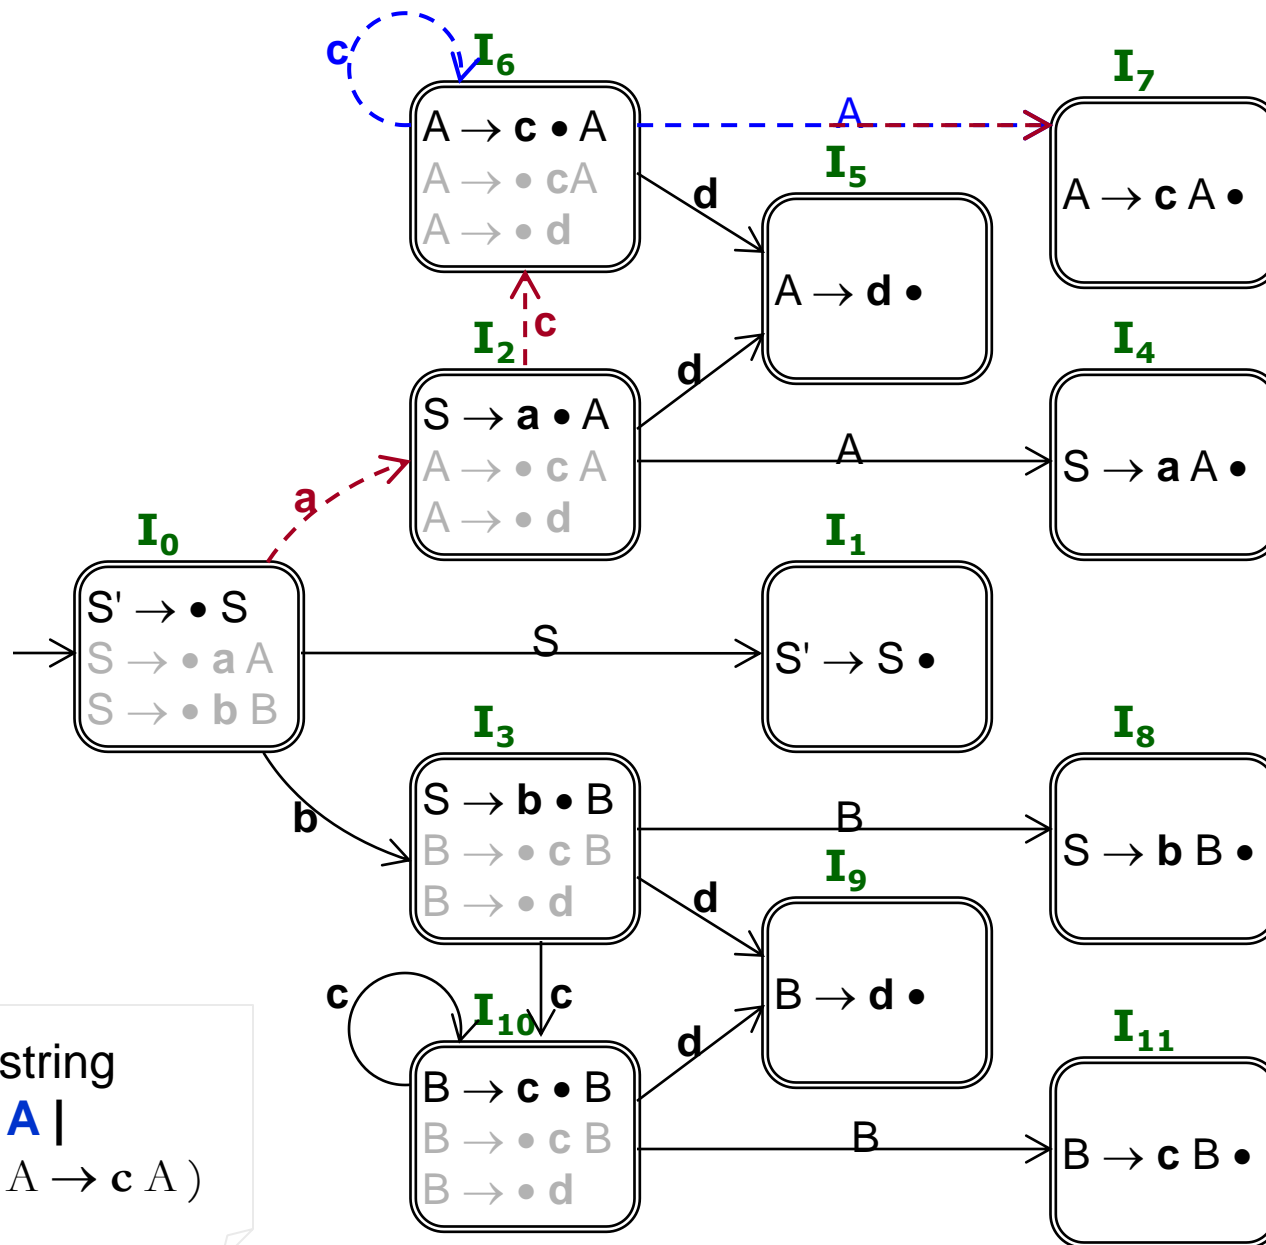 c
I6
A → c • A
A → • cA
A → • d
A
I7
A → c A •
d
I5
A → d •
c
I2
S → a • A
A → • c A
A → • d
d
A
I4
S → a A •
a
I0
S' → • S
S → • a A
S → • b B
S
I1
S' → S •
b
I3
S → b • B
B → • c B
B → • d
B
I8
S → b B •
d
I9
B → d •
c
c
I10
B → c • B
B → • c B
B → • d
d
B
I11
B → c B •
string
A |
A → c A )